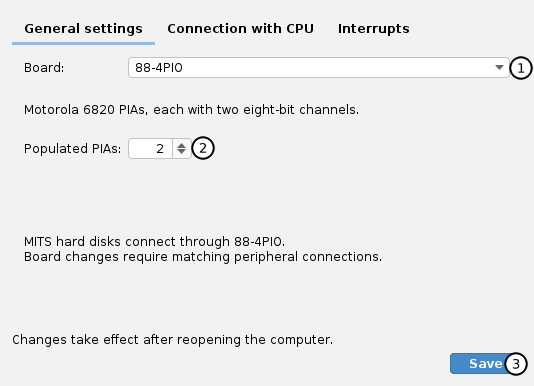 General settings Connection with CPU Interrupts
Board: 88-4PIO 1
Motorola 6820 PIAs, each with two eight-bit channels.
Populated PIAs: 2 2
MITS hard disks connect through 88-4PIO.
Board changes require matching peripheral connections.
Changes take effect after reopening the computer.
Save 3